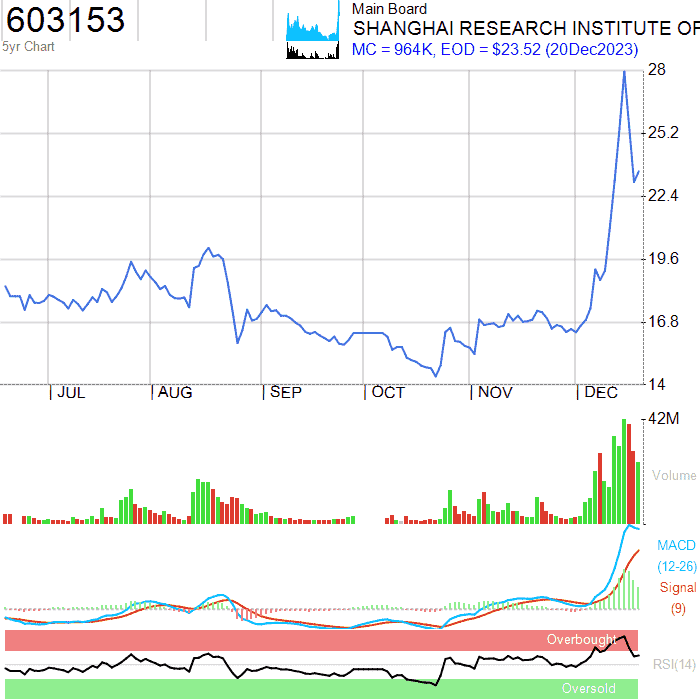 603153
5yr Chart
Main Board
SHANGHAI RESEARCH INSTITUTE OF
MC = 964K, EOD = $23.52 (20Dec2023)
28
25.2
22.4
19.6
16.8
14
JUL AUG SEP OCT NOV DEC
42M
Volume
MACD
(12-26)
Signal
(9)
Overbought
RSI(14)
Oversold